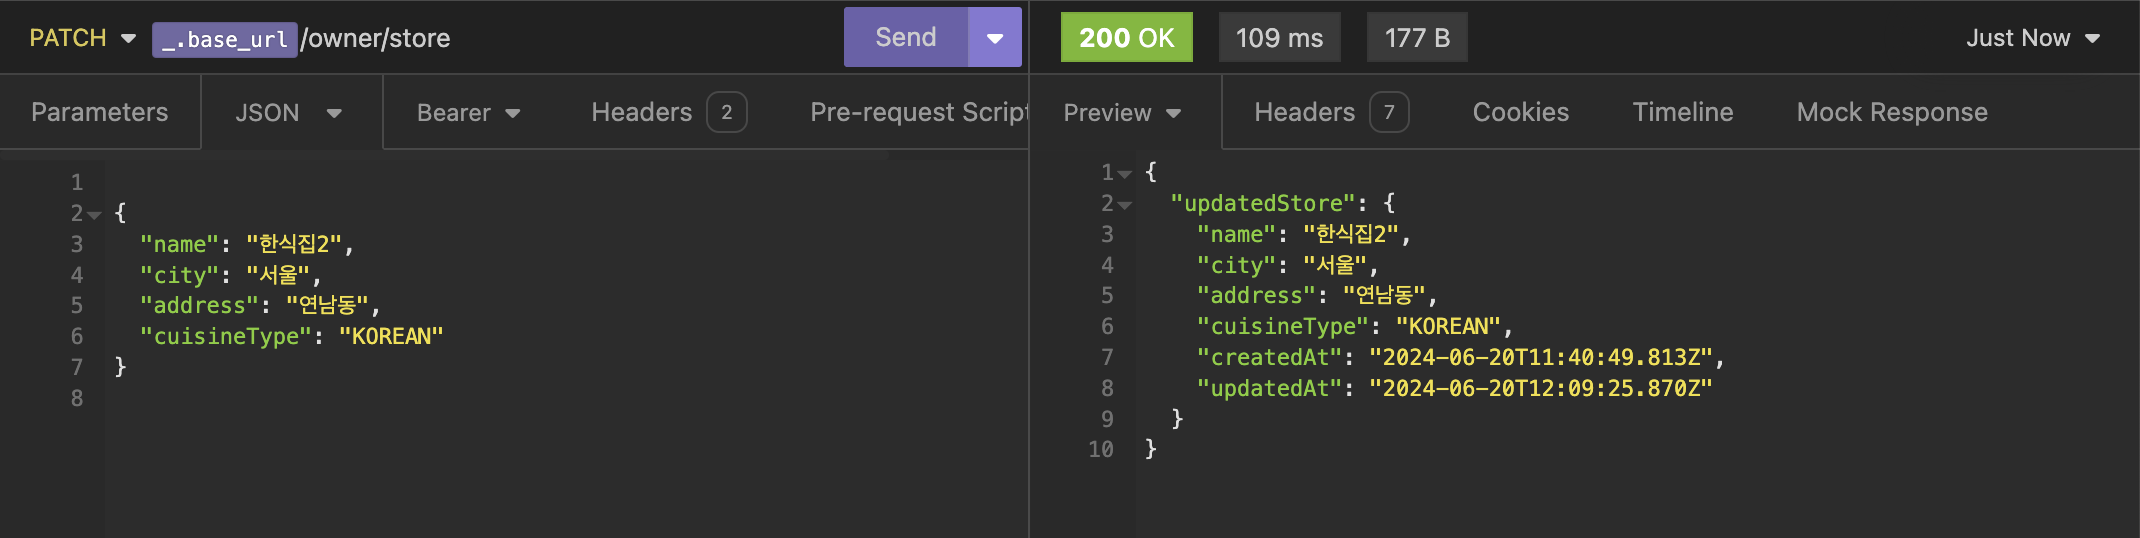 PATCH _.base_url /owner/store Send
200 OK 109 ms 177 B Just Now
Parameters JSON Bearer Headers 2 Pre-request Script
Preview Headers 7 Cookies Timeline Mock Response
1
2 {
3 "name": "한식집2",
4 "city": "서울",
5 "address": "연남동",
6 "cuisineType": "KOREAN"
7 }
8
1 {
2 "updatedStore": {
3 "name": "한식집2",
4 "city": "서울",
5 "address": "연남동",
6 "cuisineType": "KOREAN",
7 "createdAt": "2024-06-20T11:40:49.813Z",
8 "updatedAt": "2024-06-20T12:09:25.870Z"
9 }
10 }